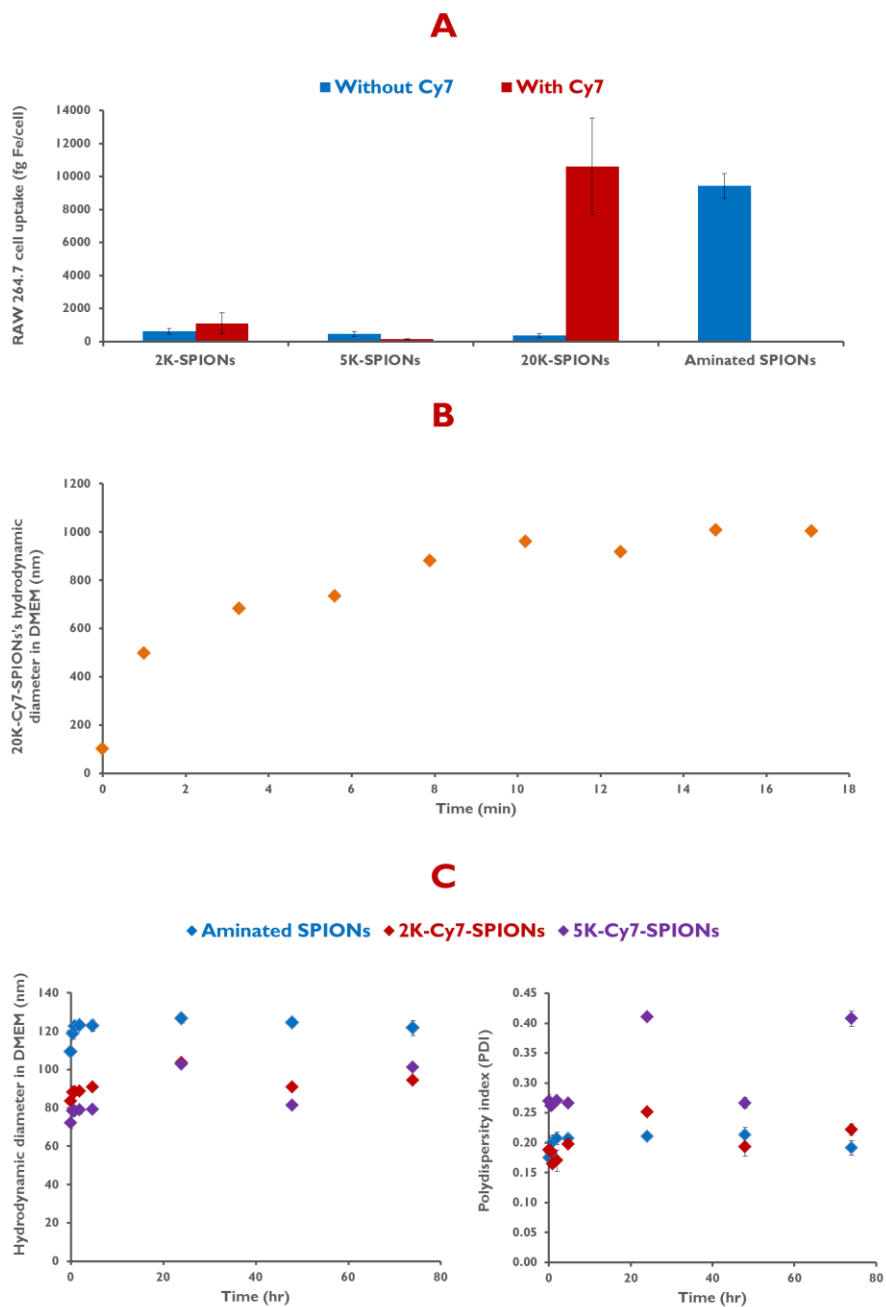 A
Without Cy7 With Cy7
RAW 264.7 cell uptake (fg Fe/cell)
14000
12000
10000
8000
6000
4000
2000
0
2K-SPIONs 5K-SPIONs 20K-SPIONs Aminated SPIONs
B
20K-Cy7-SPIONs's hydrodynamic
diameter in DMEM (nm)
1200
1000
800
600
400
200
0
0 2 4 6 8 10 12 14 16 18
Time (min)
C
Aminated SPIONs 2K-Cy7-SPIONs 5K-Cy7-SPIONs
Hydrodynamic diameter in DMEM (nm)
140
120
100
80
60
40
20
0
0 20 40 60 80
Time (hr)
Polydispersity index (PDI)
0.45
0.40
0.35
0.30
0.25
0.20
0.15
0.10
0.05
0.00
0 20 40 60 80
Time (hr)